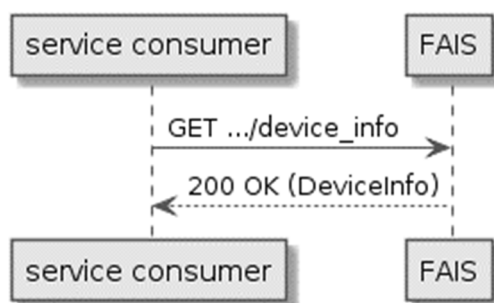 service consumer
FAIS
GET .../device_info
200 OK (DeviceInfo)
service consumer
FAIS